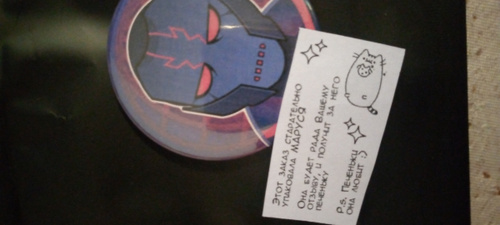 Этот заказ старательно
упаковала Маруся
Она будет рада Вашему
отзыву, и получит за него
печеньку
P.S. Печеньки
она любит :)